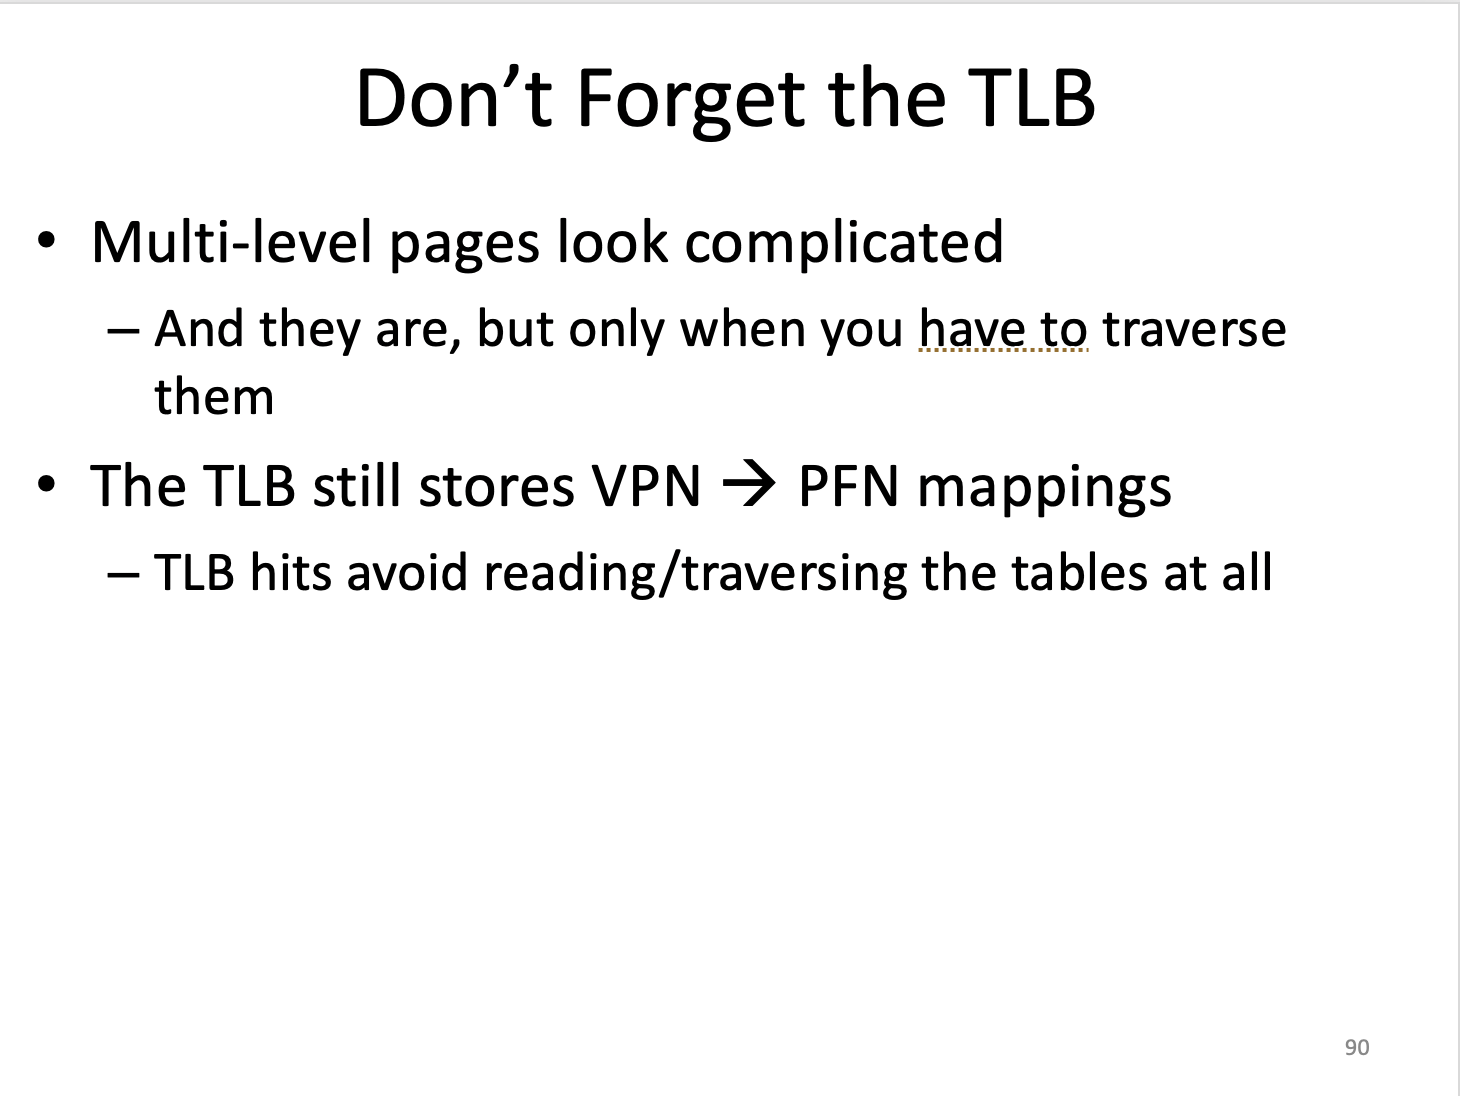 Don’t Forget the TLB
• Multi-level pages look complicated
– And they are, but only when you have to traverse
them
• The TLB still stores VPN → PFN mappings
– TLB hits avoid reading/traversing the tables at all
90